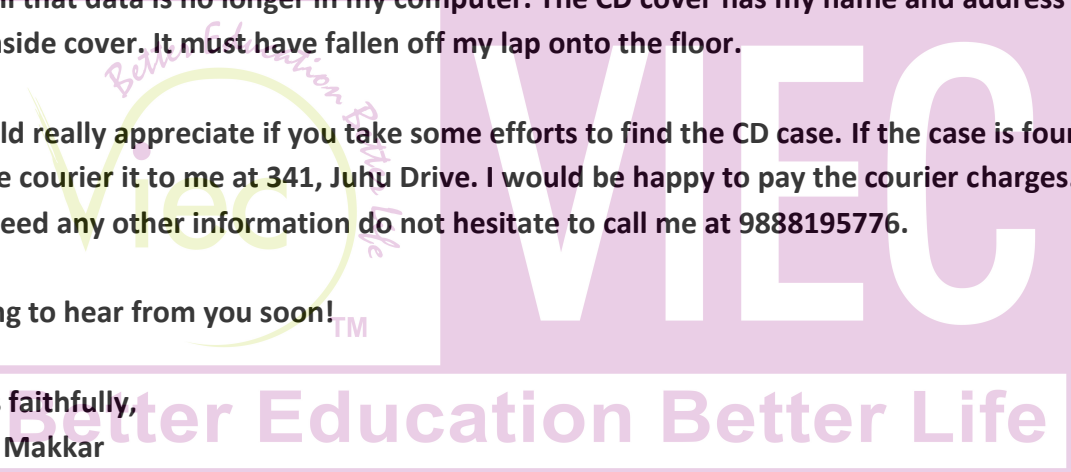 that data is no longer in my computer. The CD cover has my name and address
side cover. It must have fallen off my lap onto the floor.
ld really appreciate if you take some efforts to find the CD case. If the case is four
e courier it to me at 341, Juhu Drive. I would be happy to pay the courier charges.
eed any other information do not hesitate to call me at 9888195776.
ng to hear from you soon!
faithfully,
Makkar
Better Education Better Life
Viec
TM
VIEC
Better Education Better Life